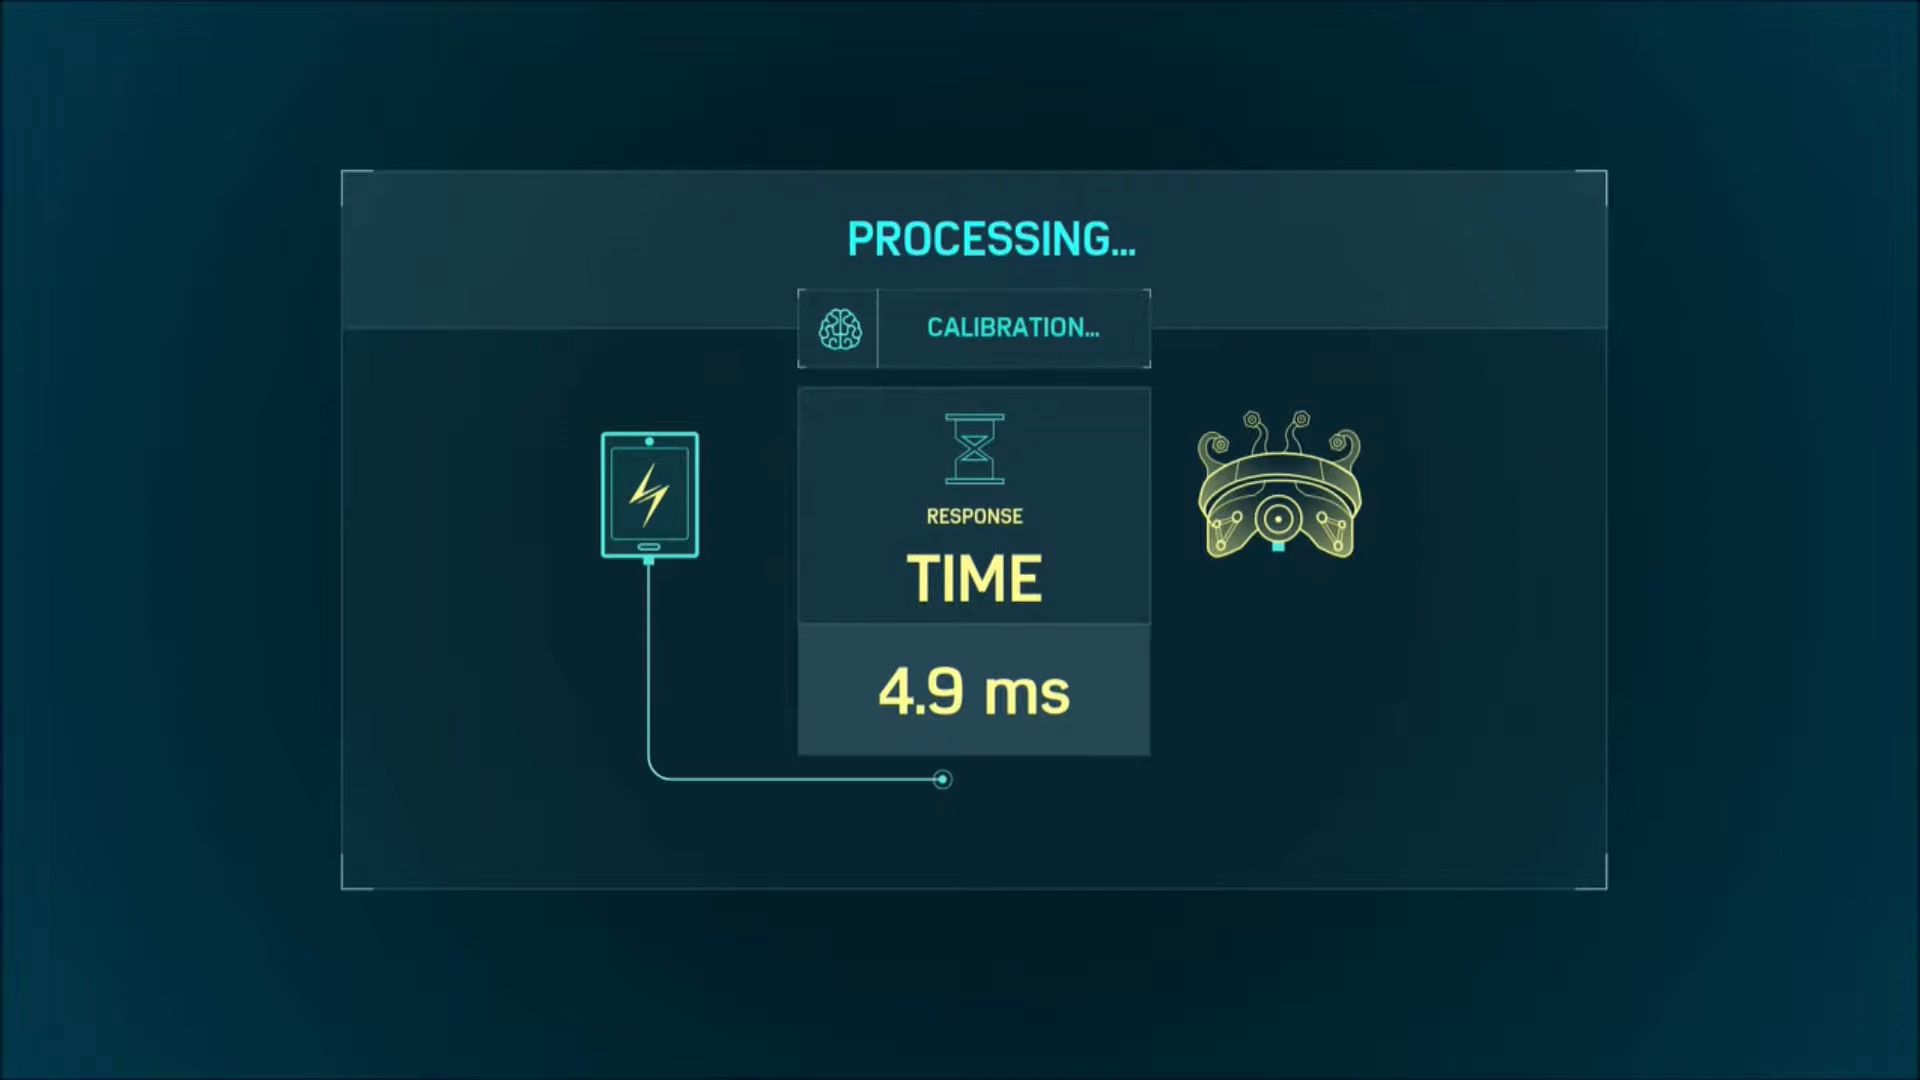 PROCESSING...
CALIBRATION...
RESPONSE
TIME
4.9 ms